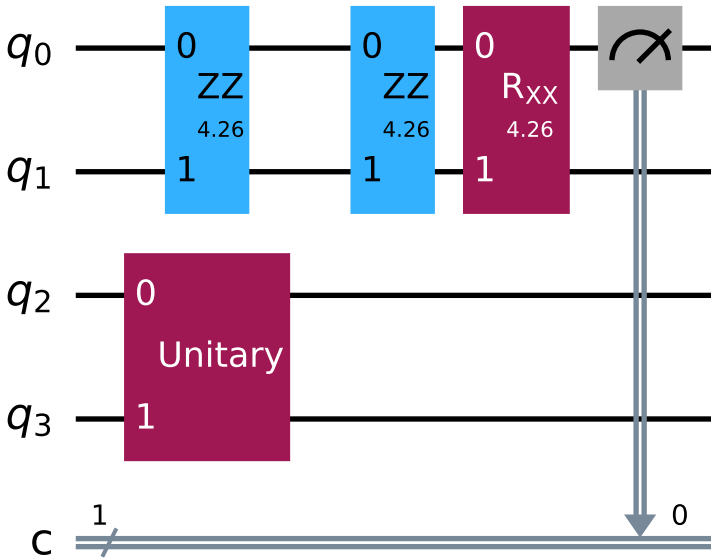 q0 0 0 0
ZZ ZZ RXX
4.26 4.26 4.26
q1 1 1 1
q2 0
Unitary
q3 1
1 0
c